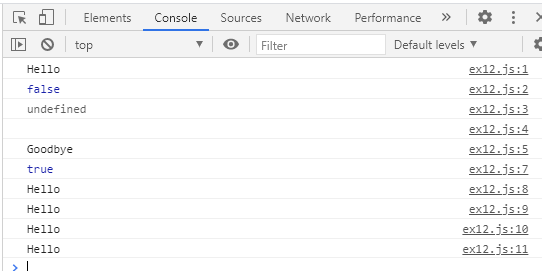 Elements Console Sources Network Performance »
top ▼ Filter Default levels ▼
Hello ex12.js:1
false ex12.js:2
undefined ex12.js:3
ex12.js:4
Goodbye ex12.js:5
true ex12.js:7
Hello ex12.js:8
Hello ex12.js:9
Hello ex12.js:10
Hello ex12.js:11
>